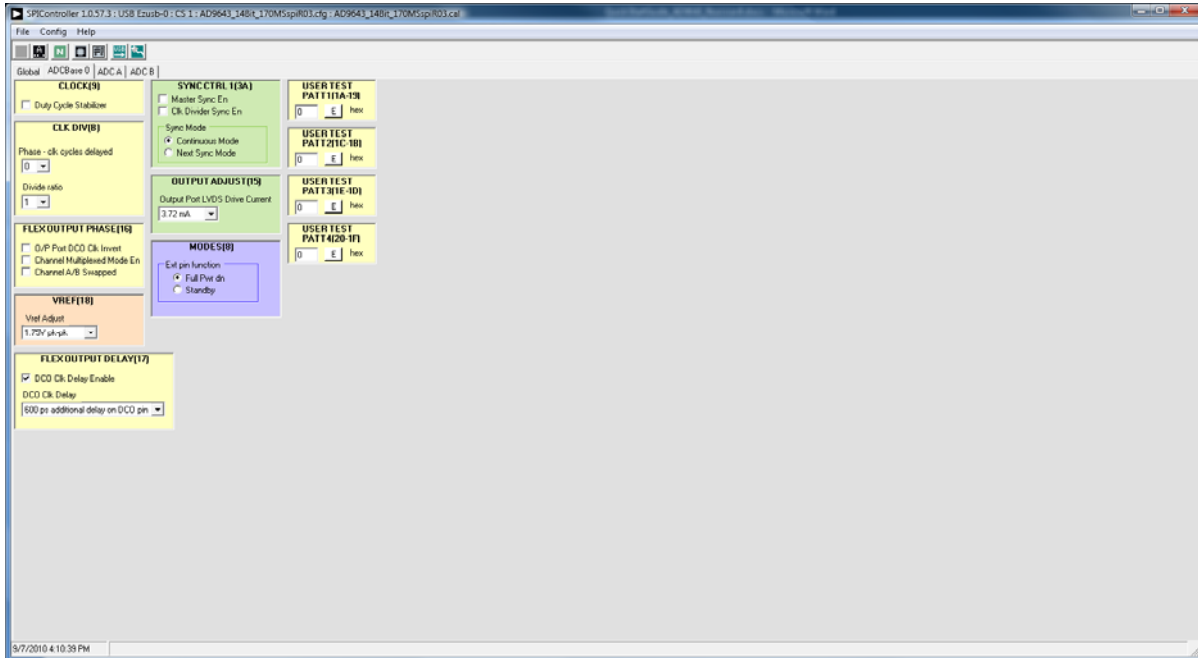 SPIController 1.0.57.3 : USB Ezusb-0 : CS 1 : AD9643_14Bit_170MSspiR03.cfg : AD9643_14Bit_170MSspiR03.cal
File Config Help
Global ADCBase 0 ADC A ADC B
CLOCK(9)
Duty Cycle Stabilizer
CLK DIV(B)
Phase - clk cycles delayed
0
Divide ratio
1
FLEX OUTPUT PHASE(16)
O/P Port DCO Clk Invert
Channel Multiplexed Mode En
Channel A/B Swapped
VREF(18)
Vref Adjust
1.75V pk-pk
FLEX OUTPUT DELAY(17)
DCO Clk Delay Enable
DCO Clk Delay
600 ps additional delay on DCO pin
SYNC CTRL 1(3A)
Master Sync En
Clk Divider Sync En
Sync Mode
Continuous Mode
Next Sync Mode
OUTPUT ADJUST(15)
Output Port LVDS Drive Current
3.72 mA
MODES(8)
Ext pin function
Full Pwr dn
Standby
USER TEST
PATT1(1A-19)
0 E hex
USER TEST
PATT2(1C-1B)
0 E hex
USER TEST
PATT3(1E-1D)
0 E hex
USER TEST
PATT4(20-1F)
0 E hex
9/7/2010 4:10:39 PM